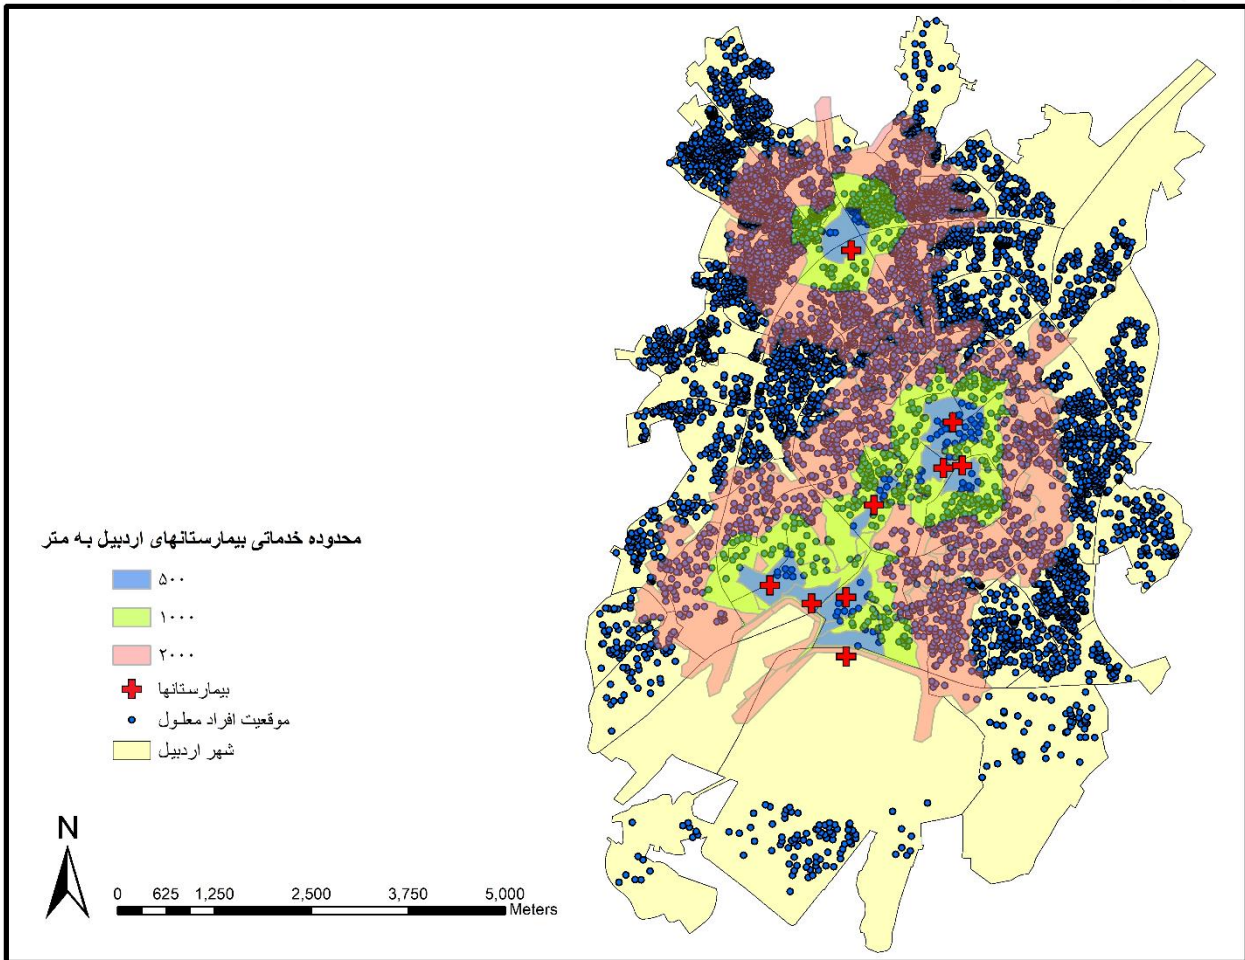 محدوده خدماتی بیمارستانهای اردبیل به متر
۵۰۰
۱۰۰۰
۲۰۰۰
بیمارستانها
موقعیت افراد معلول
شهر اردبیل
N
0 625 1,250 2,500 3,750 5,000
Meters